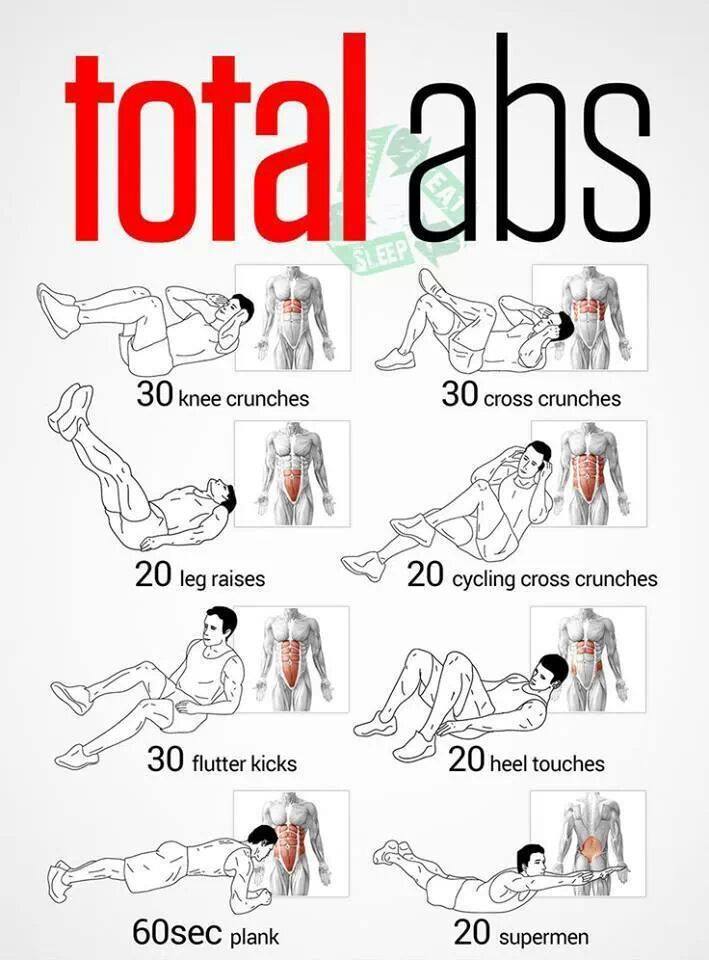 total abs
EAT
SLEEP
30 knee crunches
30 cross crunches
20 leg raises
20 cycling cross crunches
30 flutter kicks
20 heel touches
60sec plank
20 supermen